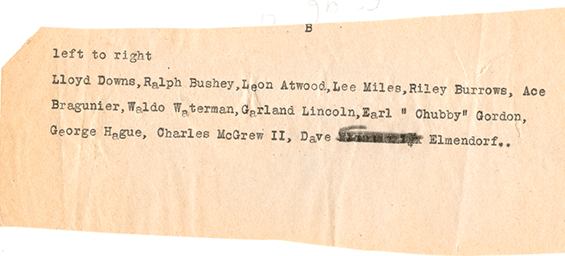 B
left to right
Lloyd Downs,Ralph Bushey,Leon Atwood,Lee Miles,Riley Burrows, Ace
Bragunier,Waldo Waterman,Garland Lincoln,Earl " Chubby" Gordon,
George Hague, Charles McGrew II, Dave Elmendorf..